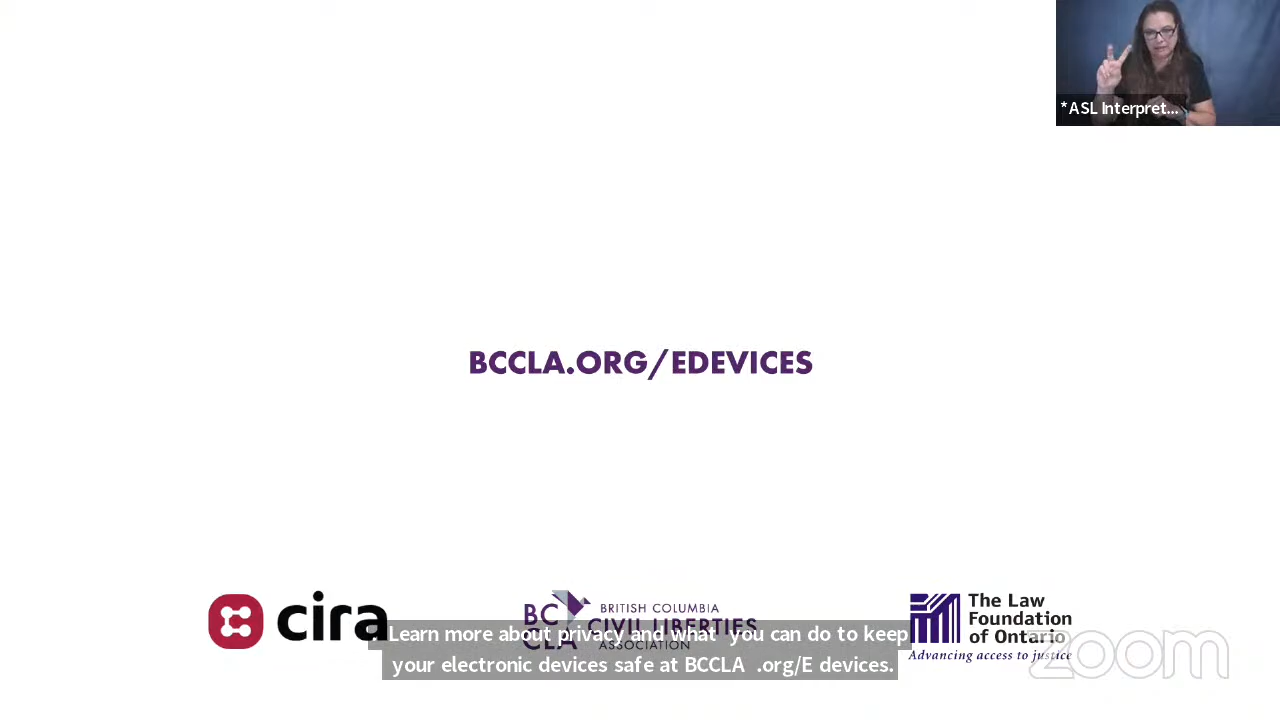 *ASL Interpret...
BCCLA.ORG/EDEVICES
cira
BC
CLA
BRITISH COLUMBIA
CIVIL LIBERTIES
ASSOCIATION
The Law
Foundation
of Ontario
Advancing access to justice
Learn more about privacy and what you can do to keep
your electronic devices safe at BCCLA .org/E devices.
zoom